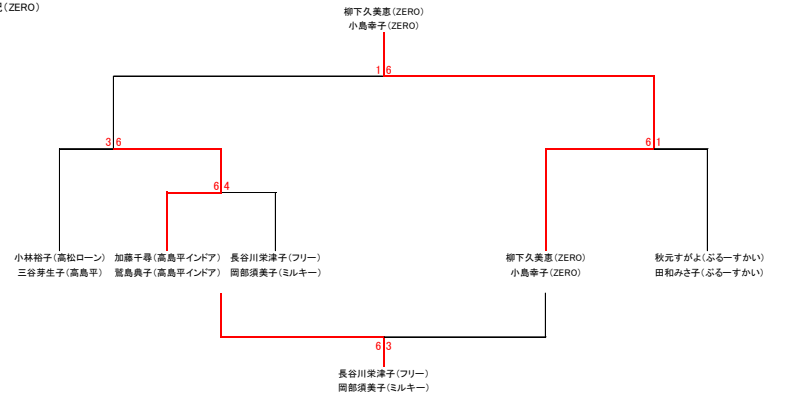 (ZERO)
柳下久美恵(ZERO)
小島幸子(ZERO)
1 6
3 6
6 1
6 4
小林裕子(高松ローン) 加藤千尋(高島平インドア) 長谷川栄津子(フリー) 柳下久美恵(ZERO) 秋元すがよ(ぶるーすかい)
三谷芽生子(高島平) 鷲島典子(高島平インドア) 岡部須美子(ミルキー) 小島幸子(ZERO) 田和みさ子(ぶるーすかい)
6 3
長谷川栄津子(フリー)
岡部須美子(ミルキー)